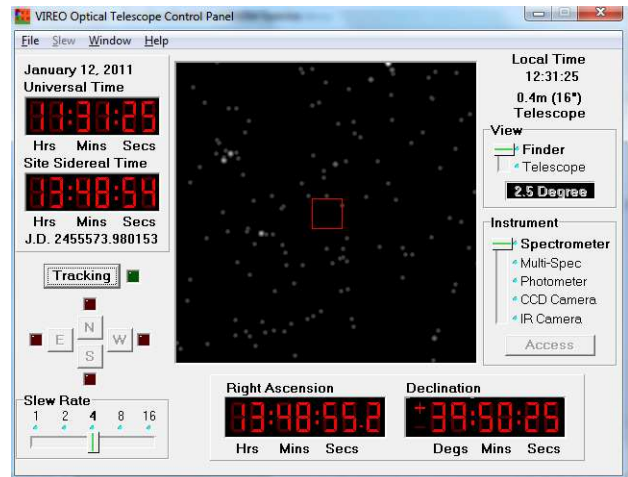 VIREO Optical Telescope Control Panel
File Slew Window Help
January 12, 2011
Universal Time
11:31:25
Hrs Mins Secs
Site Sidereal Time
13:48:54
Hrs Mins Secs
J.D. 2455573.980153
Tracking
N
E W
S
Slew Rate
1 2 4 8 16
Local Time
12:31:25
0.4m (16")
Telescope
View
Finder
Telescope
2.5 Degree
Instrument
Spectrometer
Multi-Spec
Photometer
CCD Camera
IR Camera
Access
Right Ascension
13:48:55.2
Hrs Mins Secs
Declination
+39:50:25
Degs Mins Secs